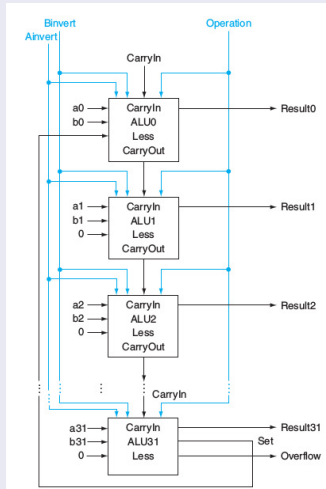 Binvert
Operation
Ainvert
CarryIn
a0
CarryIn
Result0
b0
ALU0
Less
CarryOut
a1
CarryIn
Result1
b1
ALU1
0
Less
CarryOut
a2
CarryIn
Result2
b2
ALU2
0
Less
CarryOut
CarryIn
a31
CarryIn
Result31
b31
ALU31
Set
0
Less
Overflow